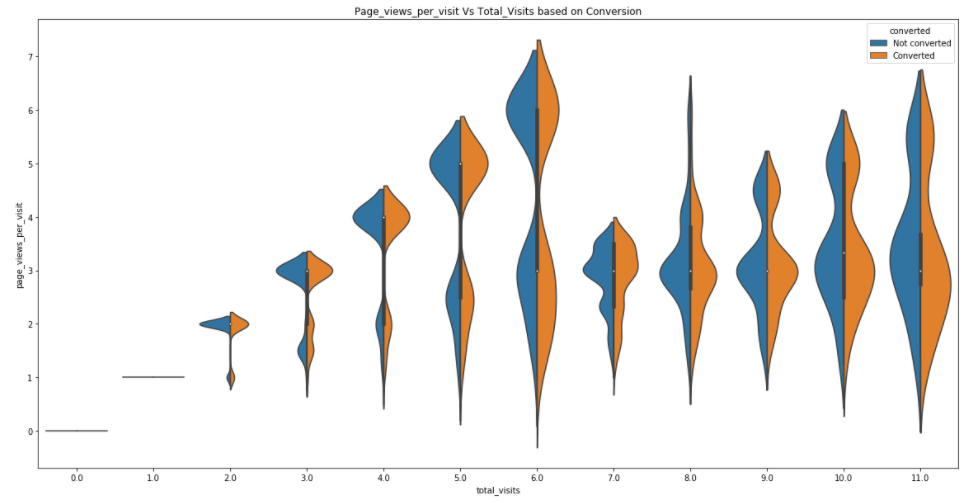 Page_views_per_visit Vs Total_Visits based on Conversion
converted
Not converted
Converted
7
6
5
4
3
2
1
0
page_views_per_visit
0.0 1.0 2.0 3.0 4.0 5.0 6.0 7.0 8.0 9.0 10.0 11.0
total_visits